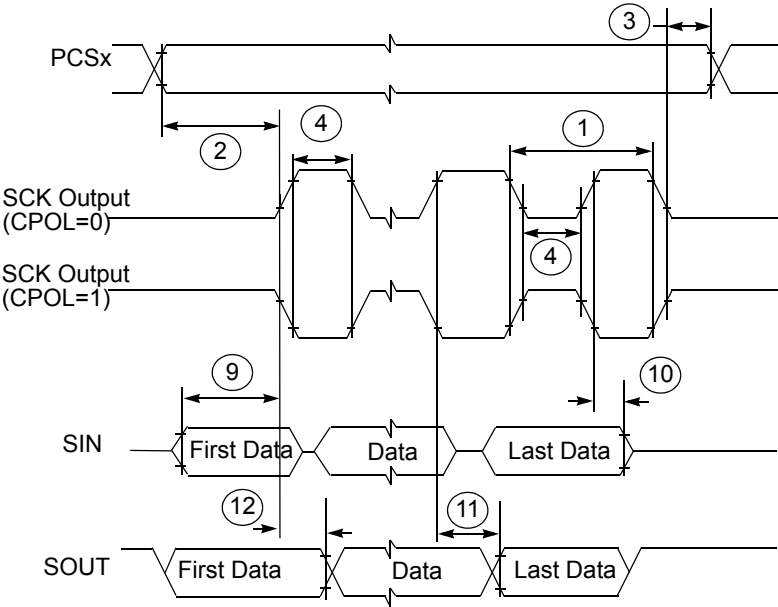 3
PCSx
2
4
1
SCK Output
(CPOL=0)
4
SCK Output
(CPOL=1)
9
10
SIN
First Data
Data
Last Data
12
11
SOUT
First Data
Data
Last Data